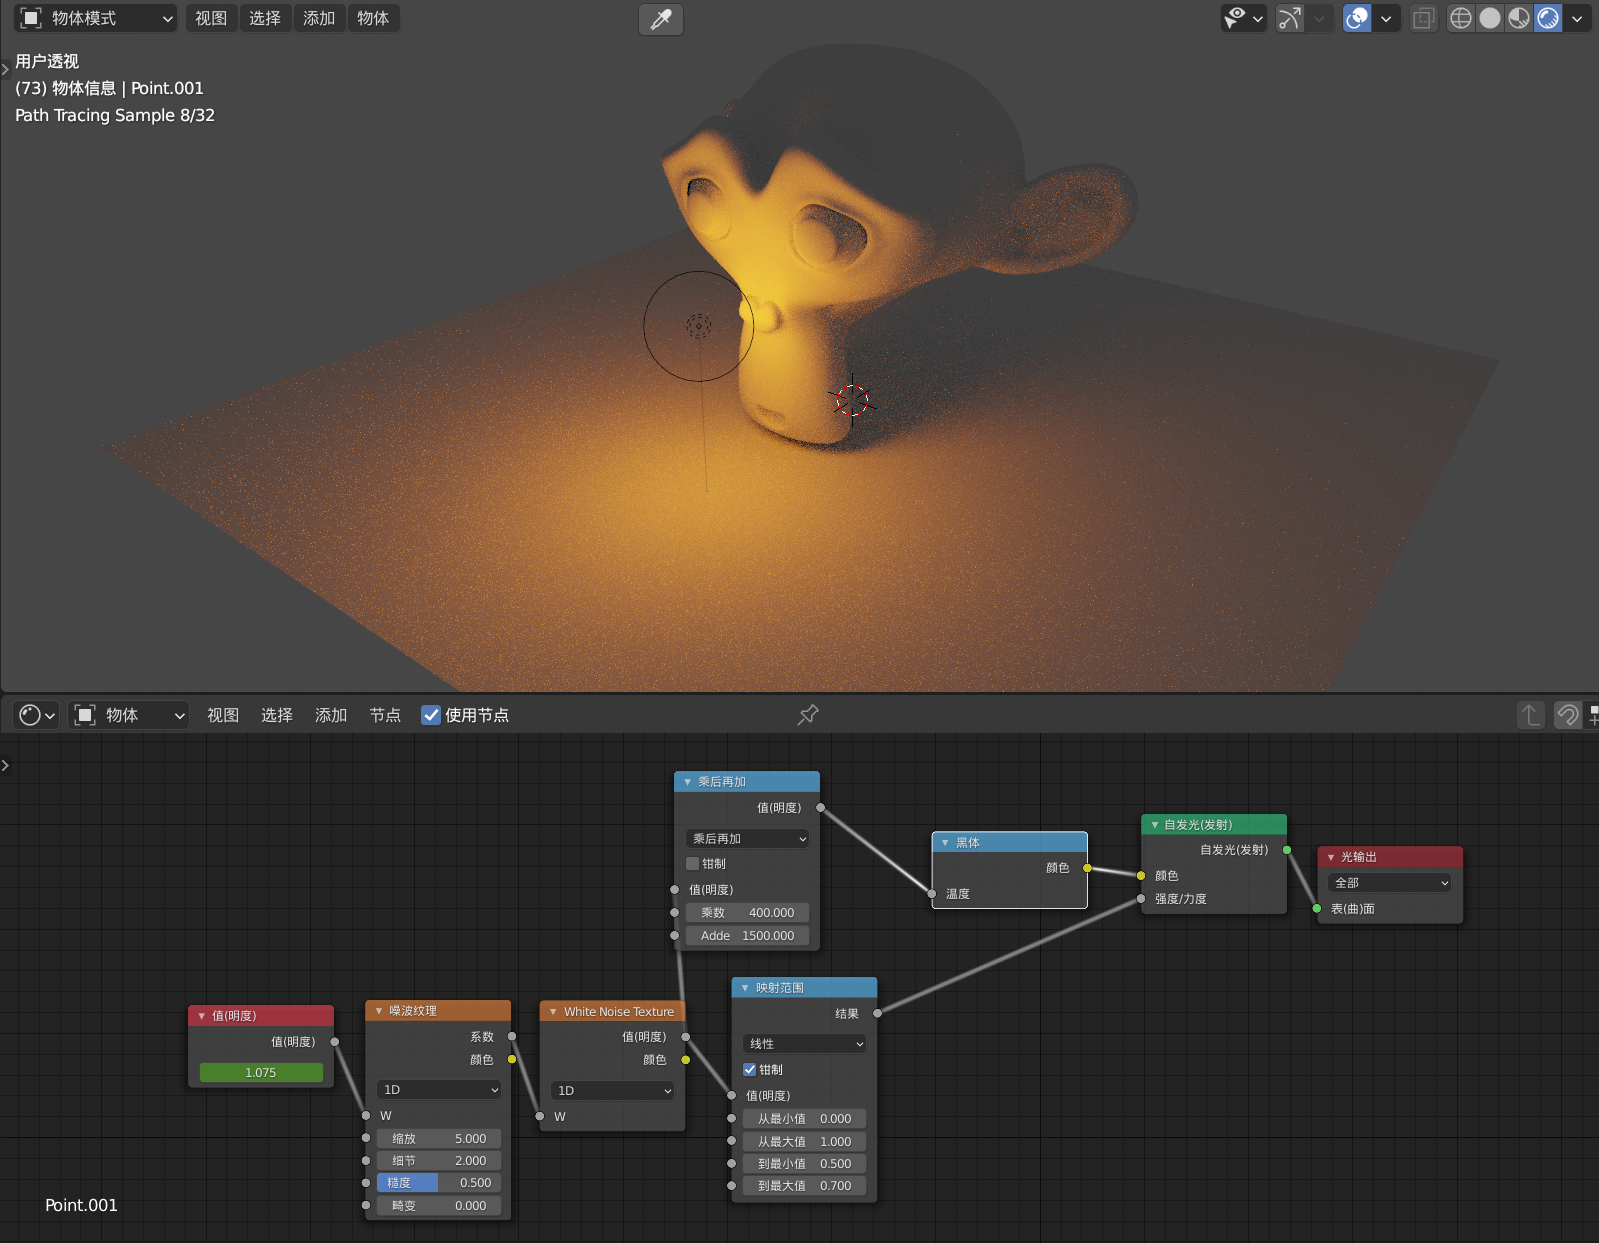 物体模式 视图 选择 添加 物体
用户透视
(73) 物体信息 | Point.001
Path Tracing Sample 8/32
物体 视图 选择 添加 节点 使用节点
乘后再加
值(明度)
乘后再加
钳制
值(明度)
乘数 400.000
Adde 1500.000
黑体
颜色
温度
自发光(发射)
自发光(发射)
颜色
强度/力度
光输出
全部
表(曲)面
值(明度)
值(明度)
1.075
噪波纹理
系数
颜色
1D
W
缩放 5.000
细节 2.000
糙度 0.500
畸变 0.000
White Noise Texture
值(明度)
颜色
1D
W
映射范围
结果
线性
钳制
值(明度)
从最小值 0.000
从最大值 1.000
到最小值 0.500
到最大值 0.700
Point.001